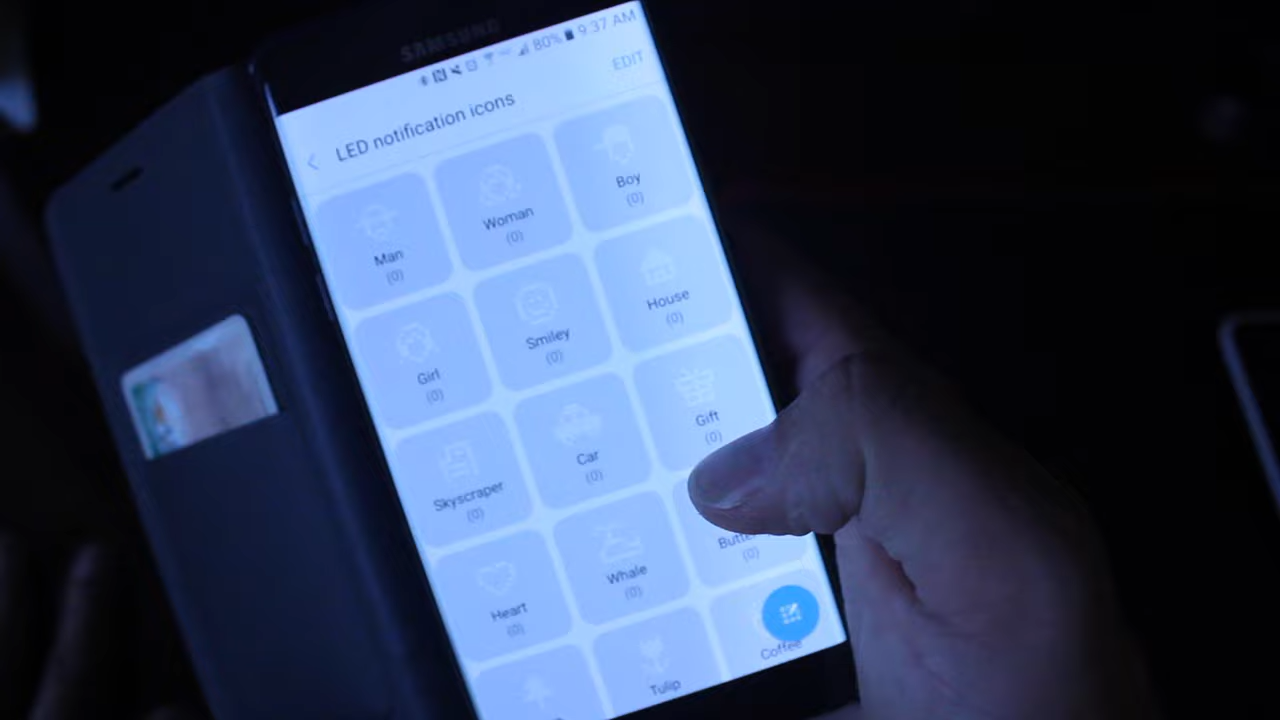 SAMSUNG
80% 9:37 AM
LED notification icons
EDIT
Man
(0)
Woman
(0)
Boy
(0)
Girl
(0)
Smiley
(0)
House
(0)
Skyscraper
(0)
Car
(0)
Gift
(0)
Heart
(0)
Whale
(0)
(0)
Tulip
Coffee